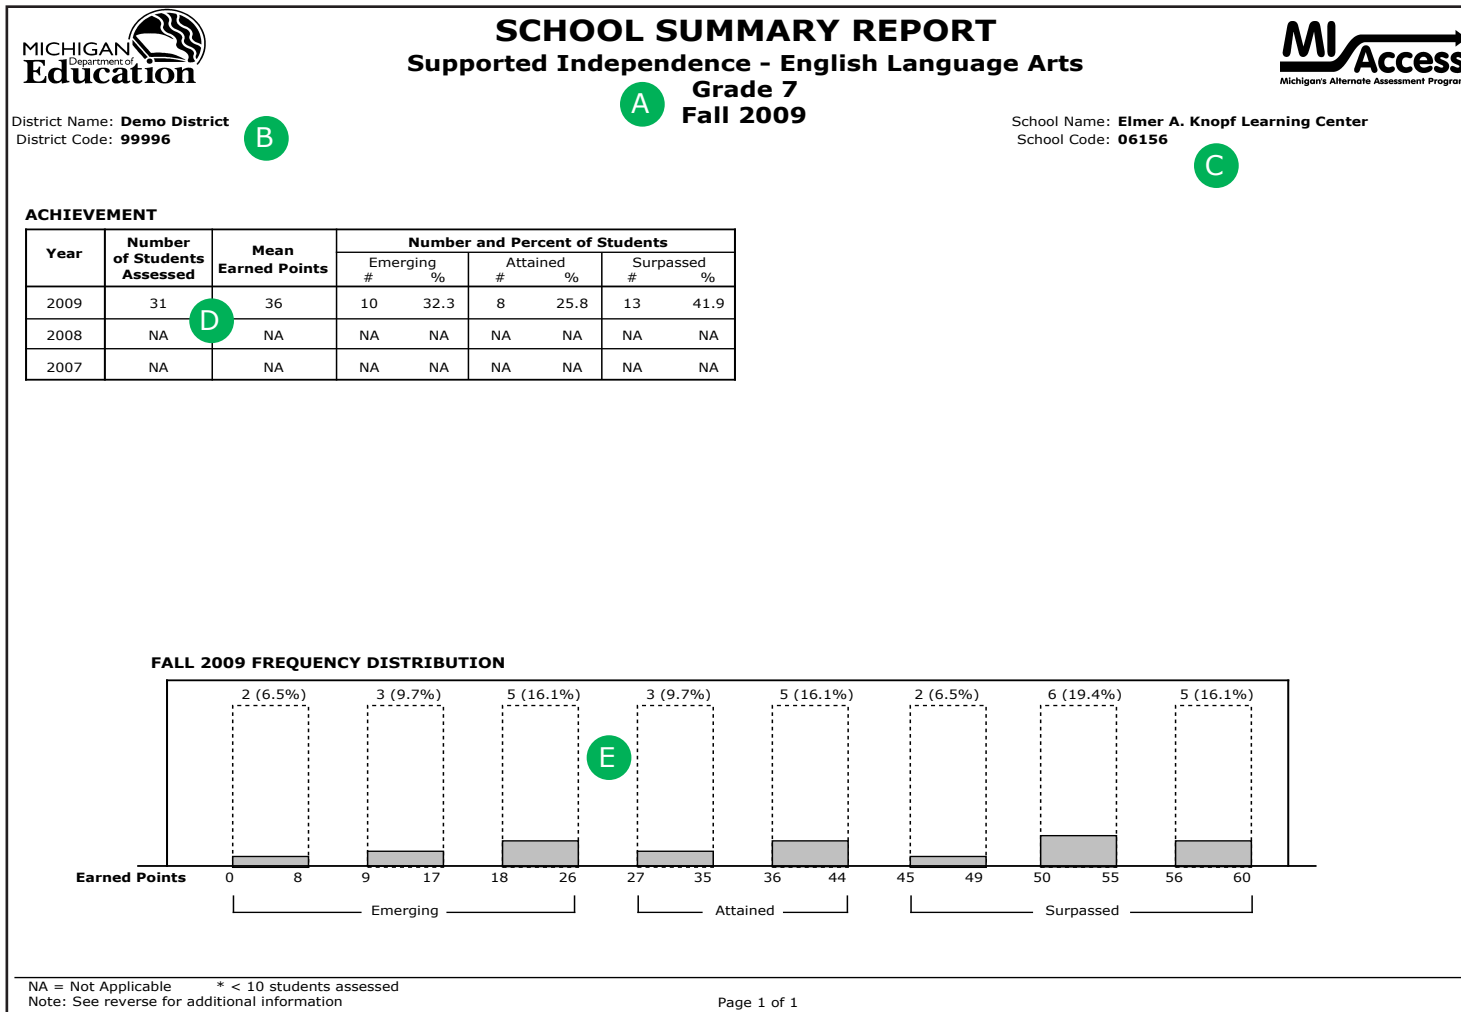 MICHIGAN
Department of
Education
SCHOOL SUMMARY REPORT
Supported Independence - English Language Arts
Grade 7
Fall 2009
A
MI
Access
Michigan's Alternate Assessment Program
District Name: Demo District
District Code: 99996
B
School Name: Elmer A. Knopf Learning Center
School Code: 06156
C
ACHIEVEMENT
Year Number of Students Assessed Mean Earned Points Number and Percent of Students
Emerging Attained Surpassed
# % # % # %
2009 31 36 10 32.3 8 25.8 13 41.9
D
2008 NA NA NA NA NA NA NA NA
2007 NA NA NA NA NA NA NA NA
FALL 2009 FREQUENCY DISTRIBUTION
2 (6.5%) 3 (9.7%) 5 (16.1%) 3 (9.7%) 5 (16.1%) 2 (6.5%) 6 (19.4%) 5 (16.1%)
E
Earned Points 0 8 9 17 18 26 27 35 36 44 45 49 50 55 56 60
Emerging Attained Surpassed
NA = Not Applicable * < 10 students assessed
Note: See reverse for additional information
Page 1 of 1